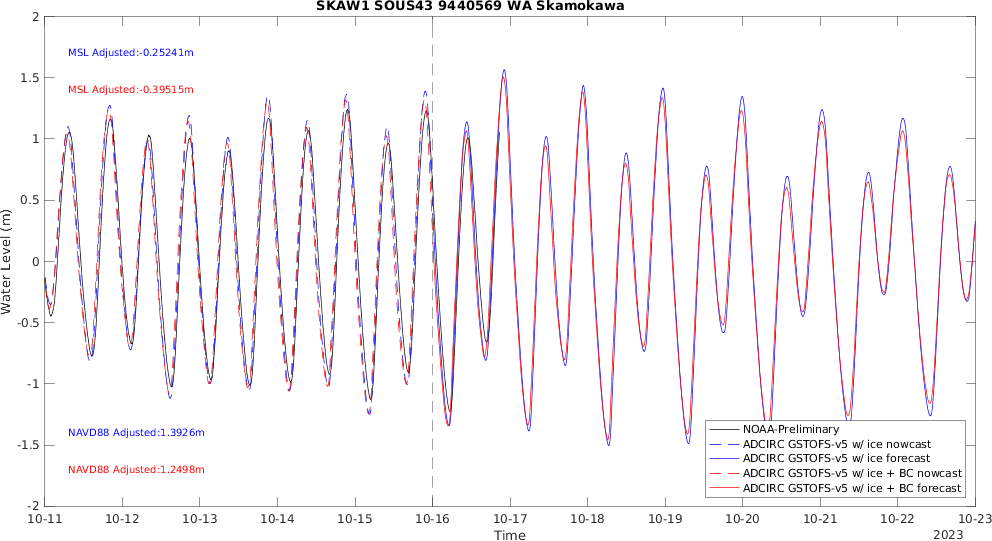 SKAW1 SOUS43 9440569 WA Skamokawa
MSL Adjusted:-0.25241m
MSL Adjusted:-0.39515m
NAVD88 Adjusted:1.3926m
NAVD88 Adjusted:1.2498m
Water Level (m)
2
1.5
1
0.5
0
-0.5
-1
-1.5
-2
NOAA-Preliminary
ADCIRC GSTOFS-v5 w/ ice nowcast
ADCIRC GSTOFS-v5 w/ ice forecast
ADCIRC GSTOFS-v5 w/ ice + BC nowcast
ADCIRC GSTOFS-v5 w/ ice + BC forecast
10-11 10-12 10-13 10-14 10-15 10-16 10-17 10-18 10-19 10-20 10-21 10-22 10-23
Time
2023